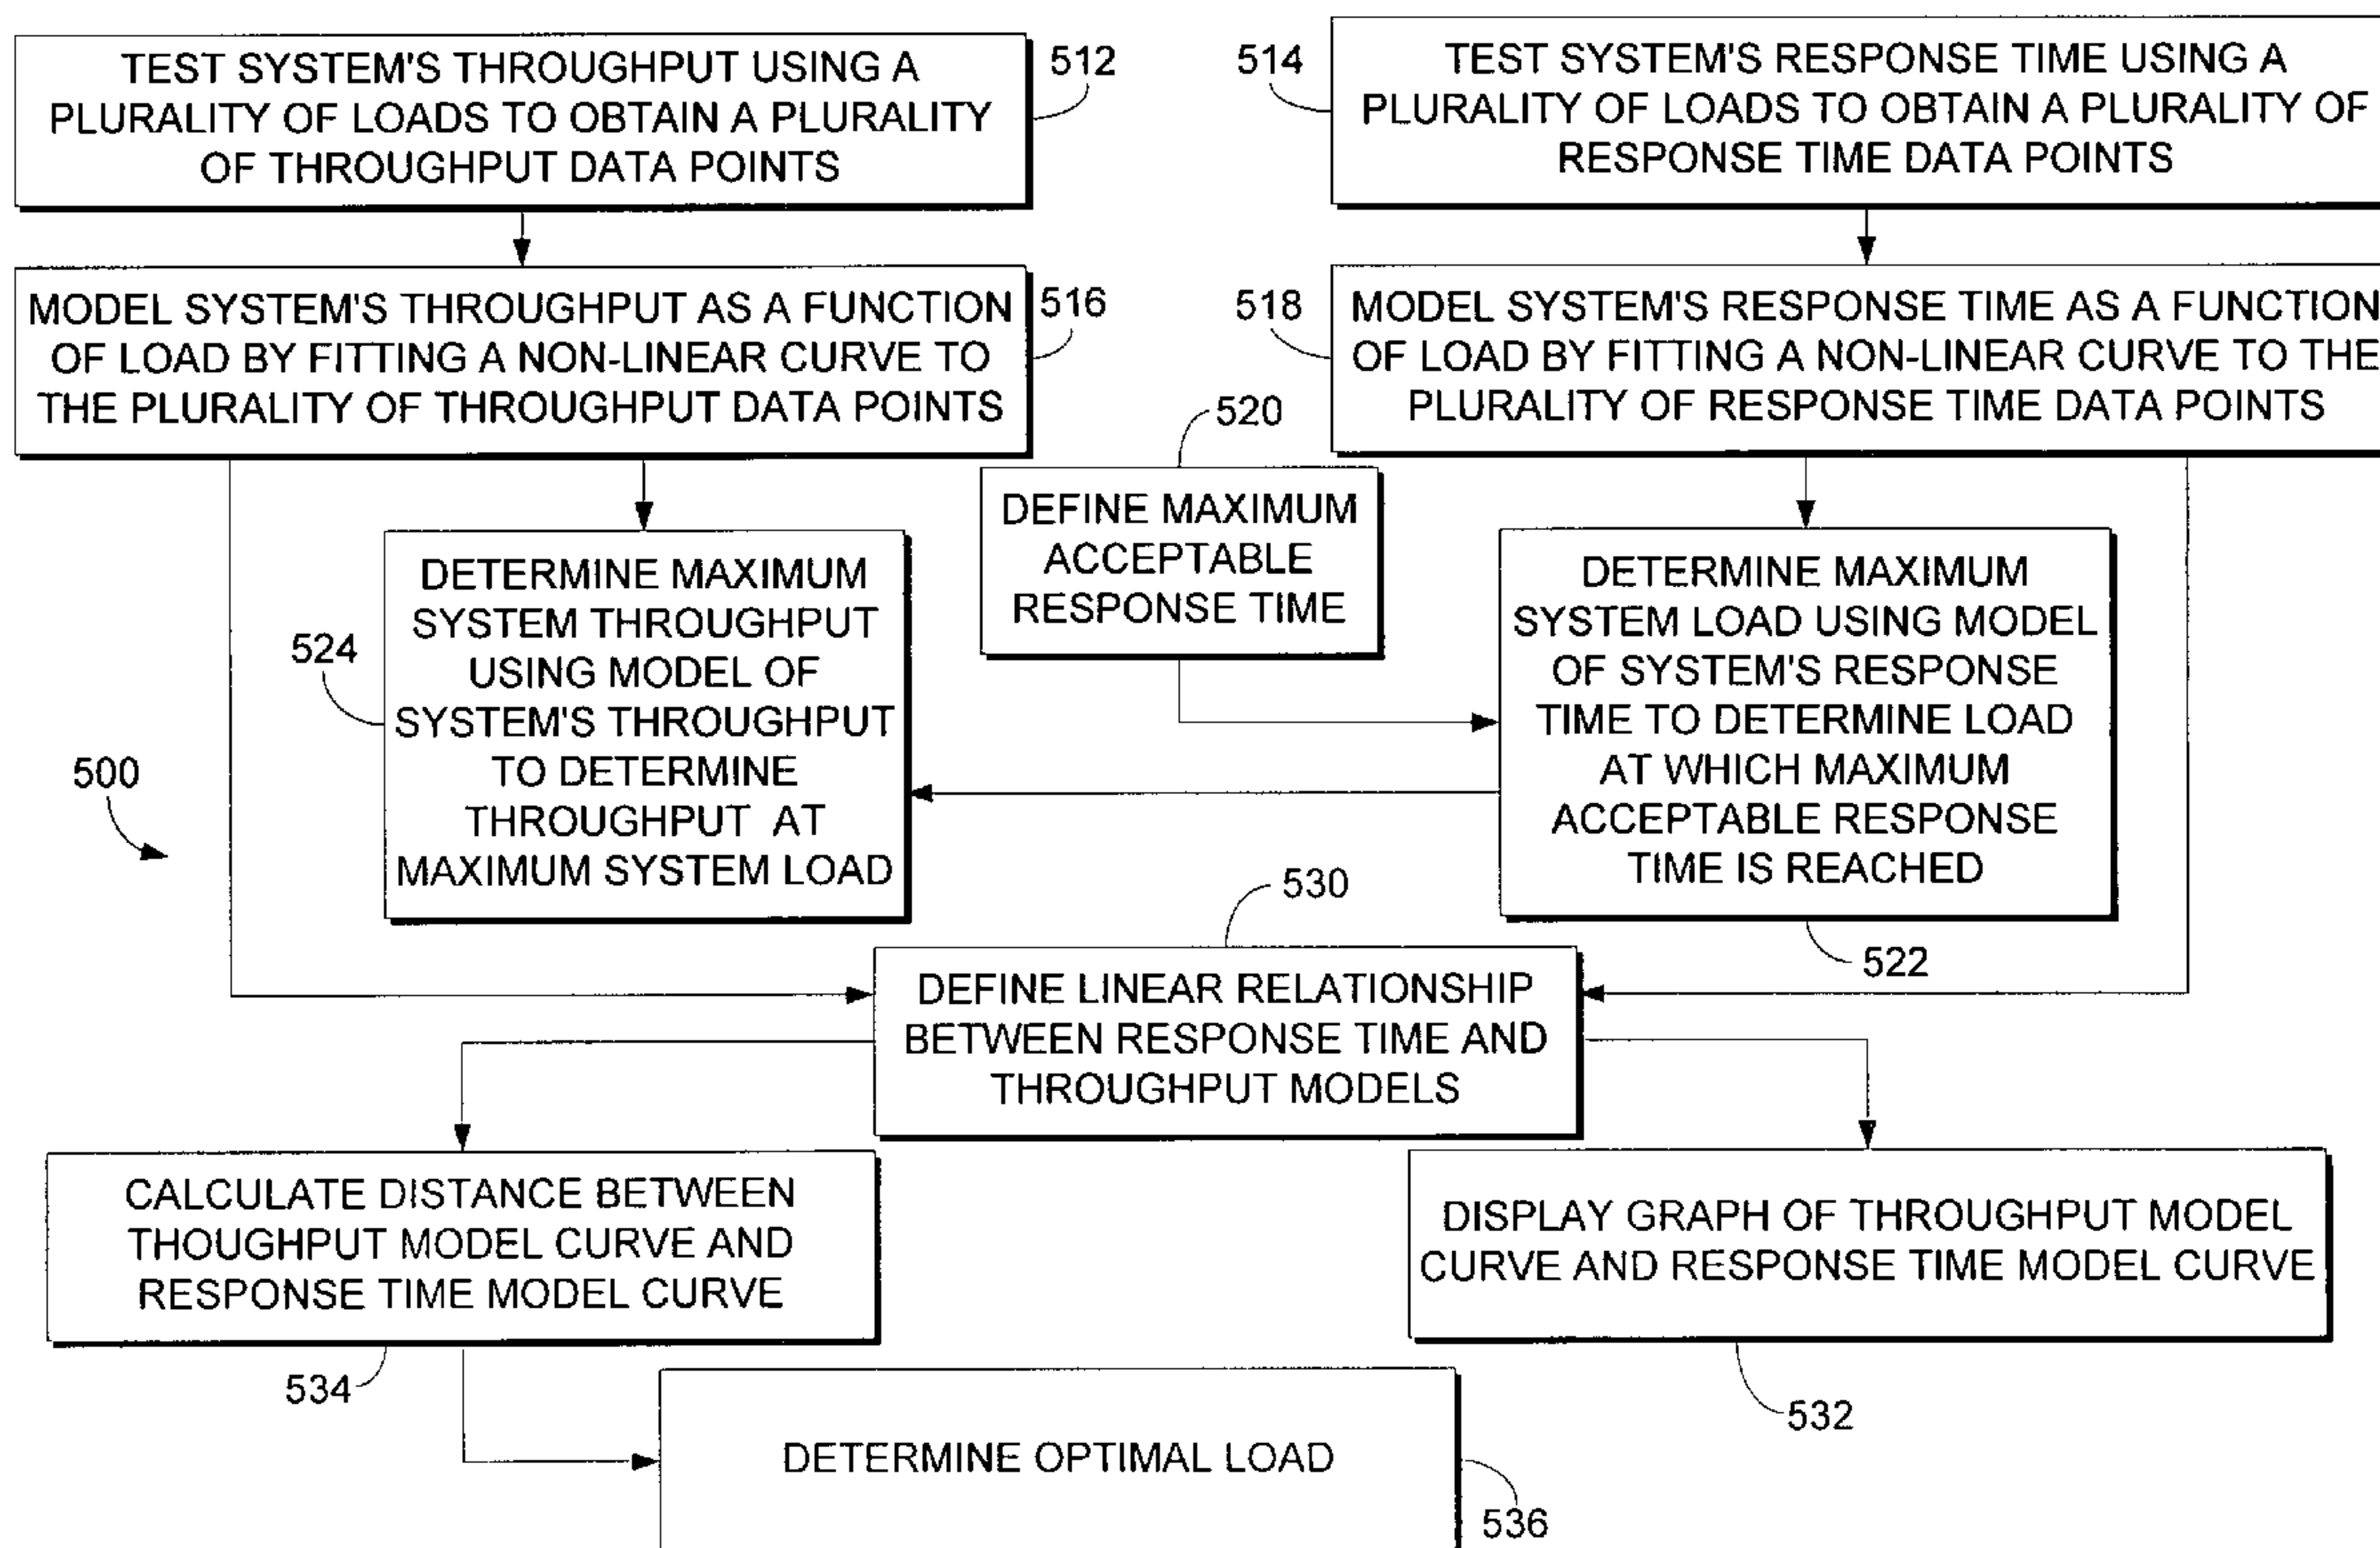 TEST SYSTEM'S THROUGHPUT USING A
PLURALITY OF LOADS TO OBTAIN A PLURALITY
OF THROUGHPUT DATA POINTS
512
514
TEST SYSTEM'S RESPONSE TIME USING A
PLURALITY OF LOADS TO OBTAIN A PLURALITY OF
RESPONSE TIME DATA POINTS
MODEL SYSTEM'S THROUGHPUT AS A FUNCTION
OF LOAD BY FITTING A NON-LINEAR CURVE TO
THE PLURALITY OF THROUGHPUT DATA POINTS
516
518
MODEL SYSTEM'S RESPONSE TIME AS A FUNCTION
OF LOAD BY FITTING A NON-LINEAR CURVE TO THE
PLURALITY OF RESPONSE TIME DATA POINTS
520
DEFINE MAXIMUM
ACCEPTABLE
RESPONSE TIME
524
DETERMINE MAXIMUM
SYSTEM THROUGHPUT
USING MODEL OF
SYSTEM'S THROUGHPUT
TO DETERMINE
THROUGHPUT AT
MAXIMUM SYSTEM LOAD
DETERMINE MAXIMUM
SYSTEM LOAD USING MODEL
OF SYSTEM'S RESPONSE
TIME TO DETERMINE LOAD
AT WHICH MAXIMUM
ACCEPTABLE RESPONSE
TIME IS REACHED
522
500
530
DEFINE LINEAR RELATIONSHIP
BETWEEN RESPONSE TIME AND
THROUGHPUT MODELS
CALCULATE DISTANCE BETWEEN
THOUGHPUT MODEL CURVE AND
RESPONSE TIME MODEL CURVE
534
DISPLAY GRAPH OF THROUGHPUT MODEL
CURVE AND RESPONSE TIME MODEL CURVE
532
DETERMINE OPTIMAL LOAD
536